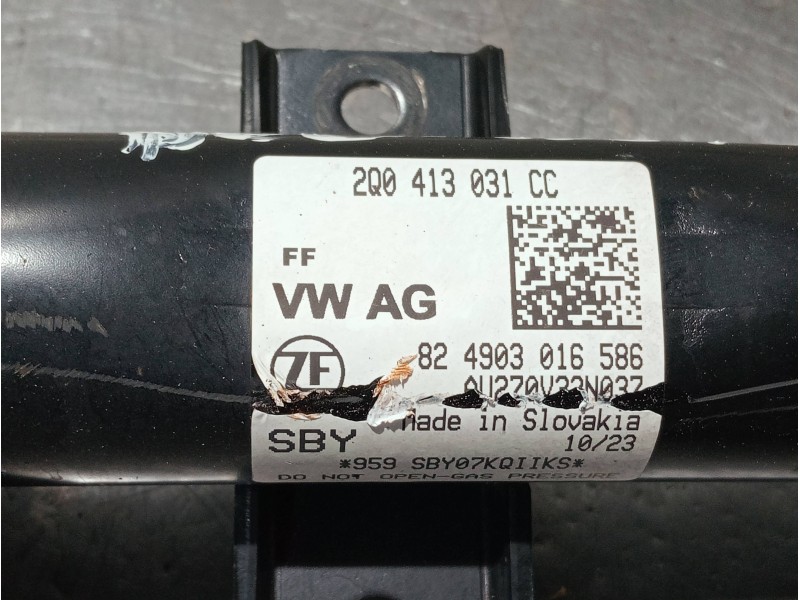 2Q0 413 031 CC
FF
VW AG
ZF
82 4903 016 586
made in Slovakia
SBY
10/23
*959 SBY07KQIIKS*
DO NOT OPEN-GAS PRESSURE